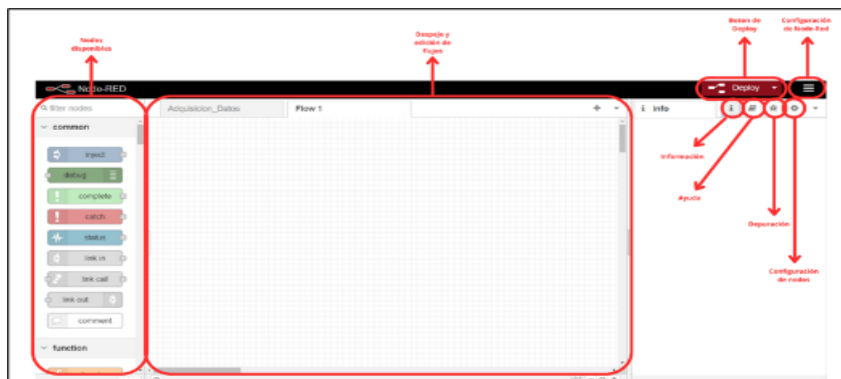 Nodos
disponibles
Despeje y
edición de
flujos
Boton de
Deploy
Configuración
de Node-Red
Node-RED
Deploy
filter nodes
Adquisicion_Datos
Flow 1
i info
common
inject
debug
complete
catch
status
link in
link call
link out
comment
function
Información
Ayuda
Depuración
Configuración
de nodos